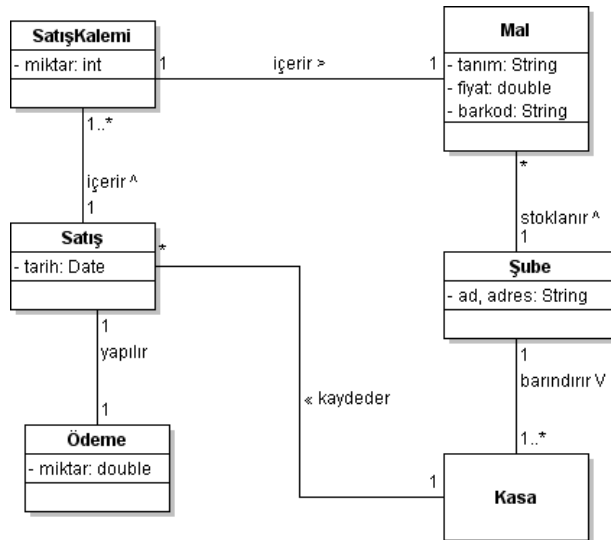 SatışKalemi
- miktar: int
1
içerir >
1
Mal
- tanım: String
- fiyat: double
- barkod: String
1..*
içerir ^
1
*
stoklanır ^
1
Satış
- tarih: Date
*
Şube
- ad, adres: String
1
yapılır
1
« kaydeder
1
barındırır V
1..*
Ödeme
- miktar: double
1
Kasa